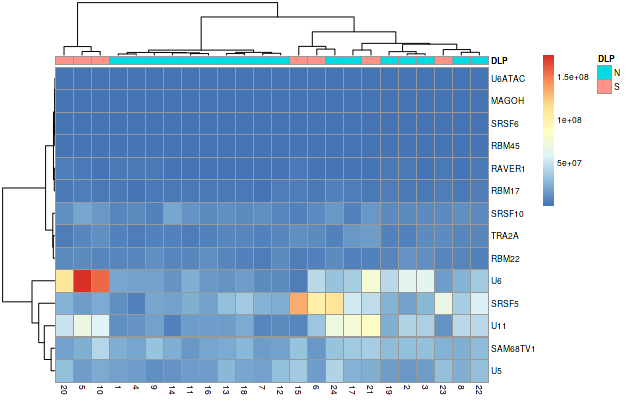 DLP
U6ATAC
MAGOH
SRSF6
RBM45
RAVER1
RBM17
SRSF10
TRA2A
RBM22
U6
SRSF5
U11
SAM68TV1
U5
20 5 10 1 4 9 14 11 16 13 18 7 12 15 6 24 17 21 19 2 3 23 8 22
1.5e+08
1e+08
5e+07
DLP
N
S